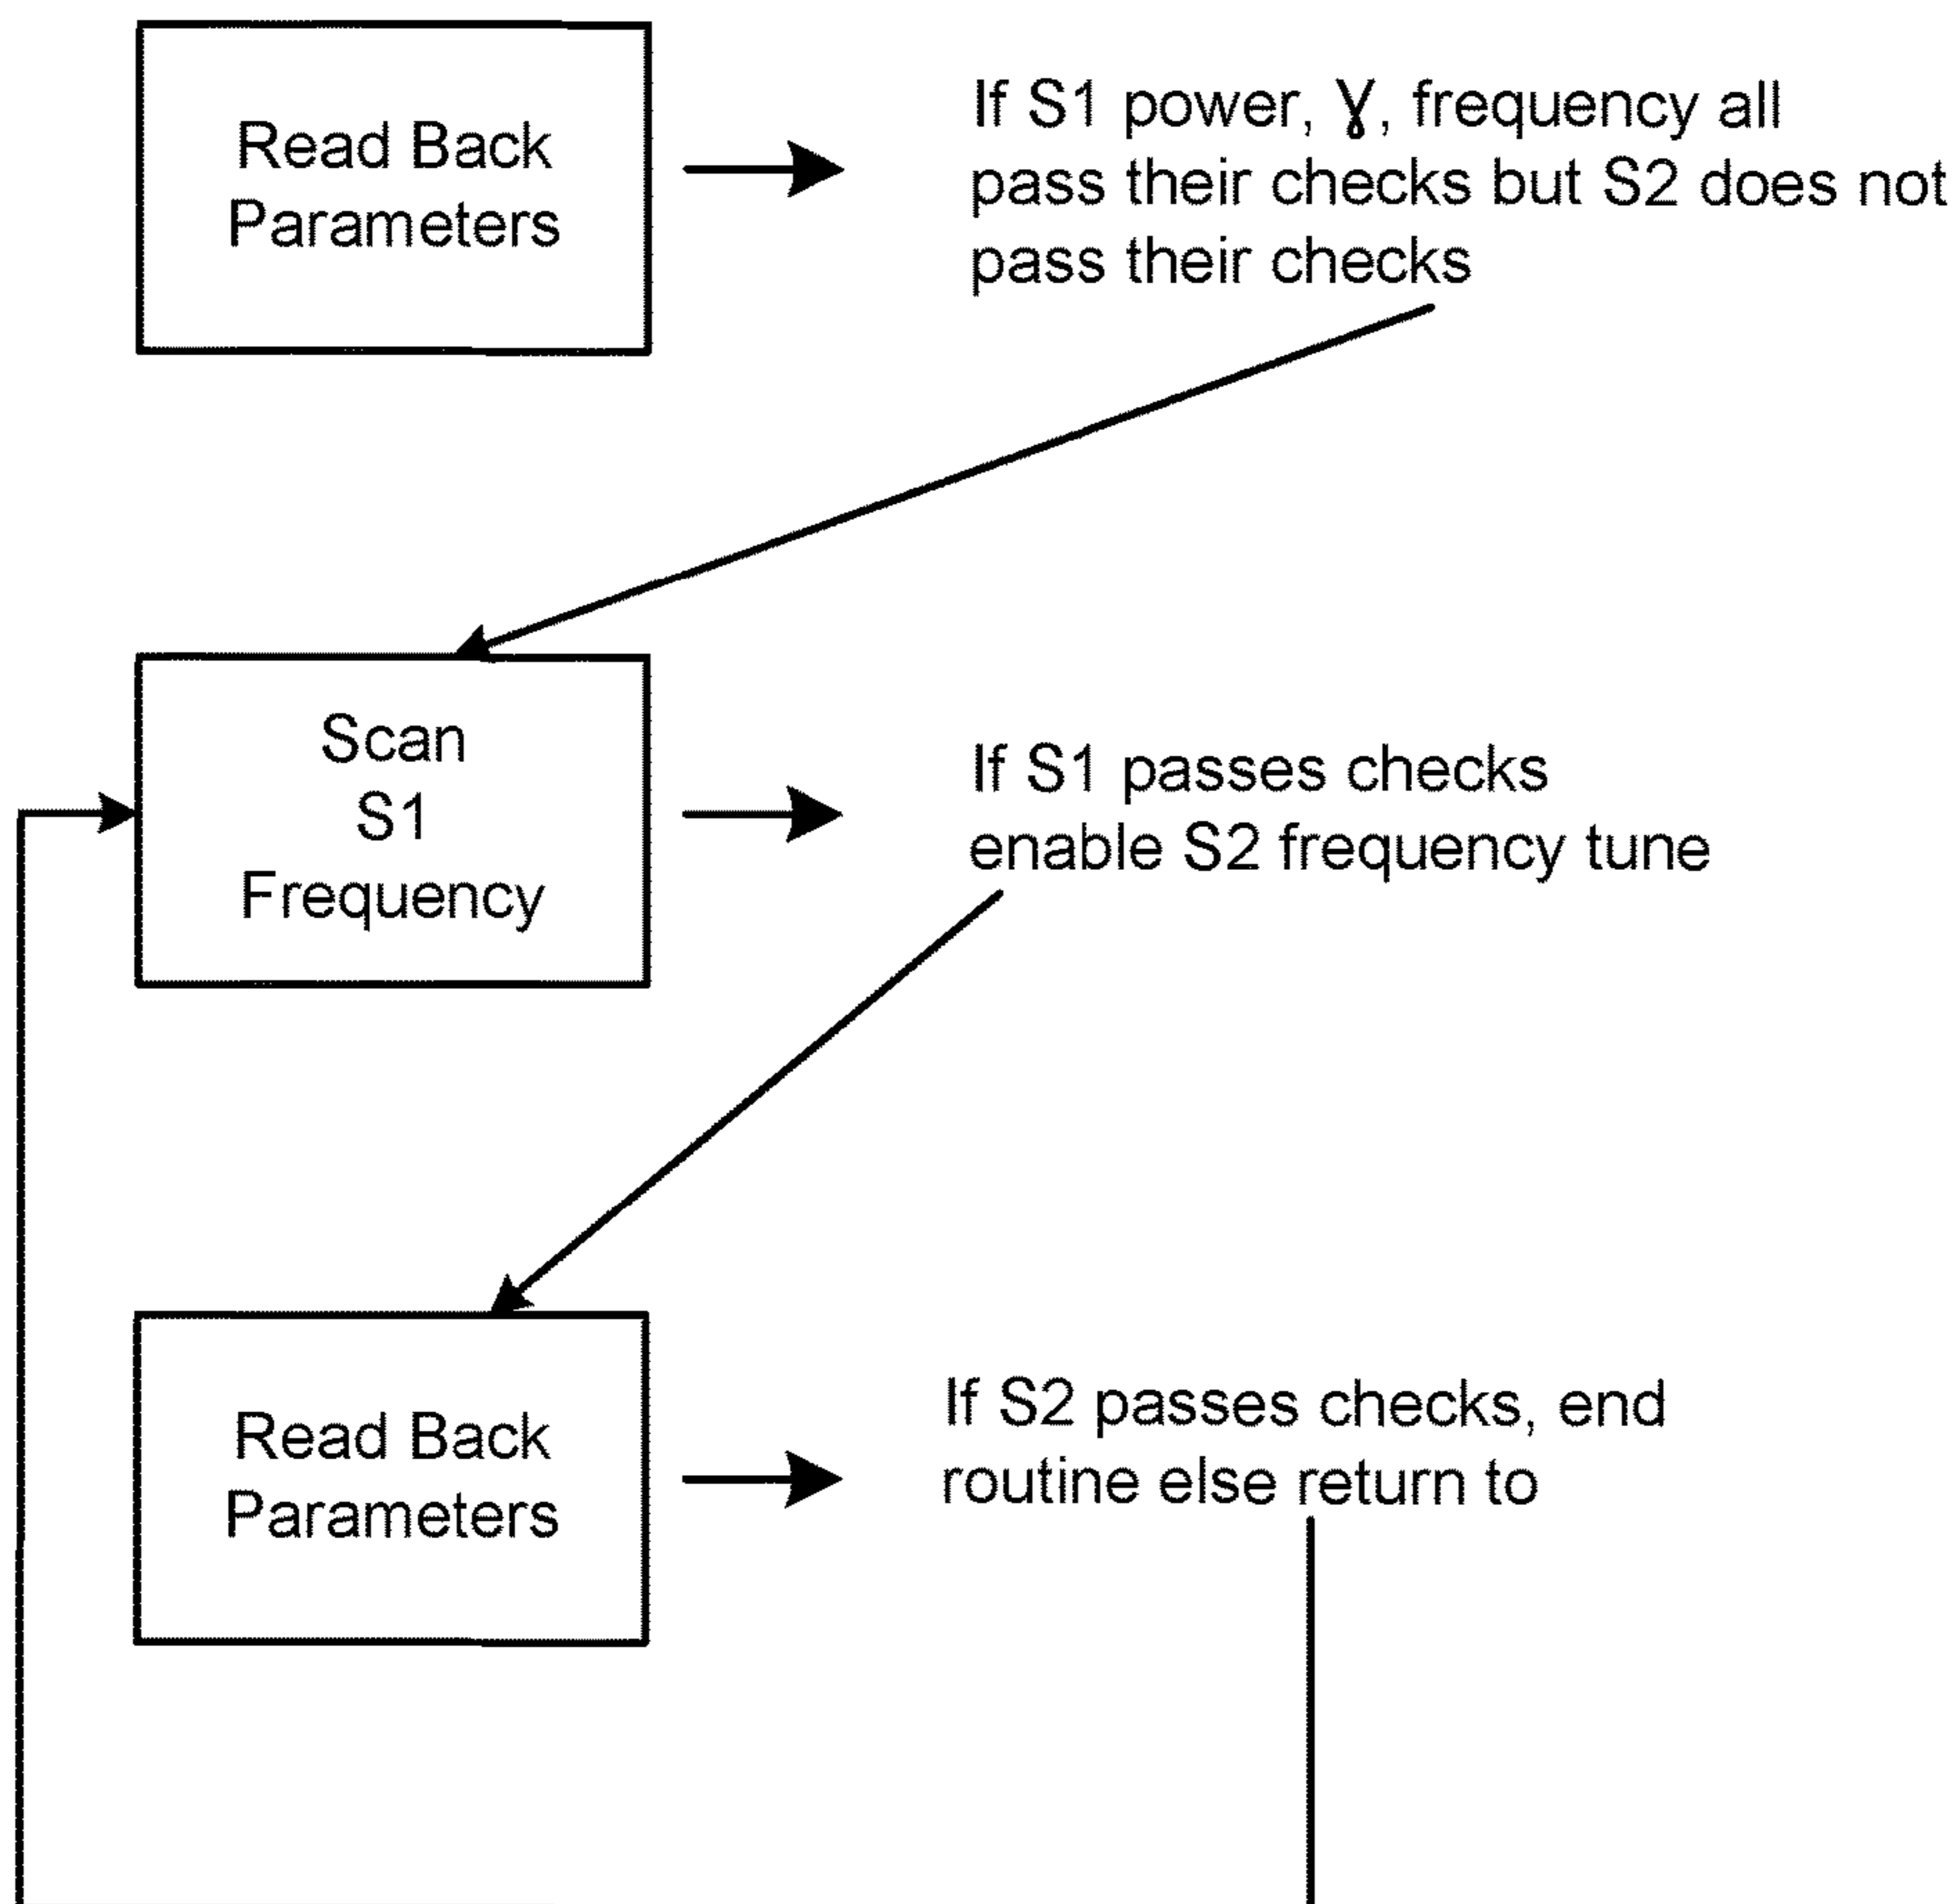 Read Back
Parameters
If S1 power, Ɣ, frequency all
pass their checks but S2 does not
pass their checks
Scan
S1
Frequency
If S1 passes checks
enable S2 frequency tune
Read Back
Parameters
If S2 passes checks, end
routine else return to